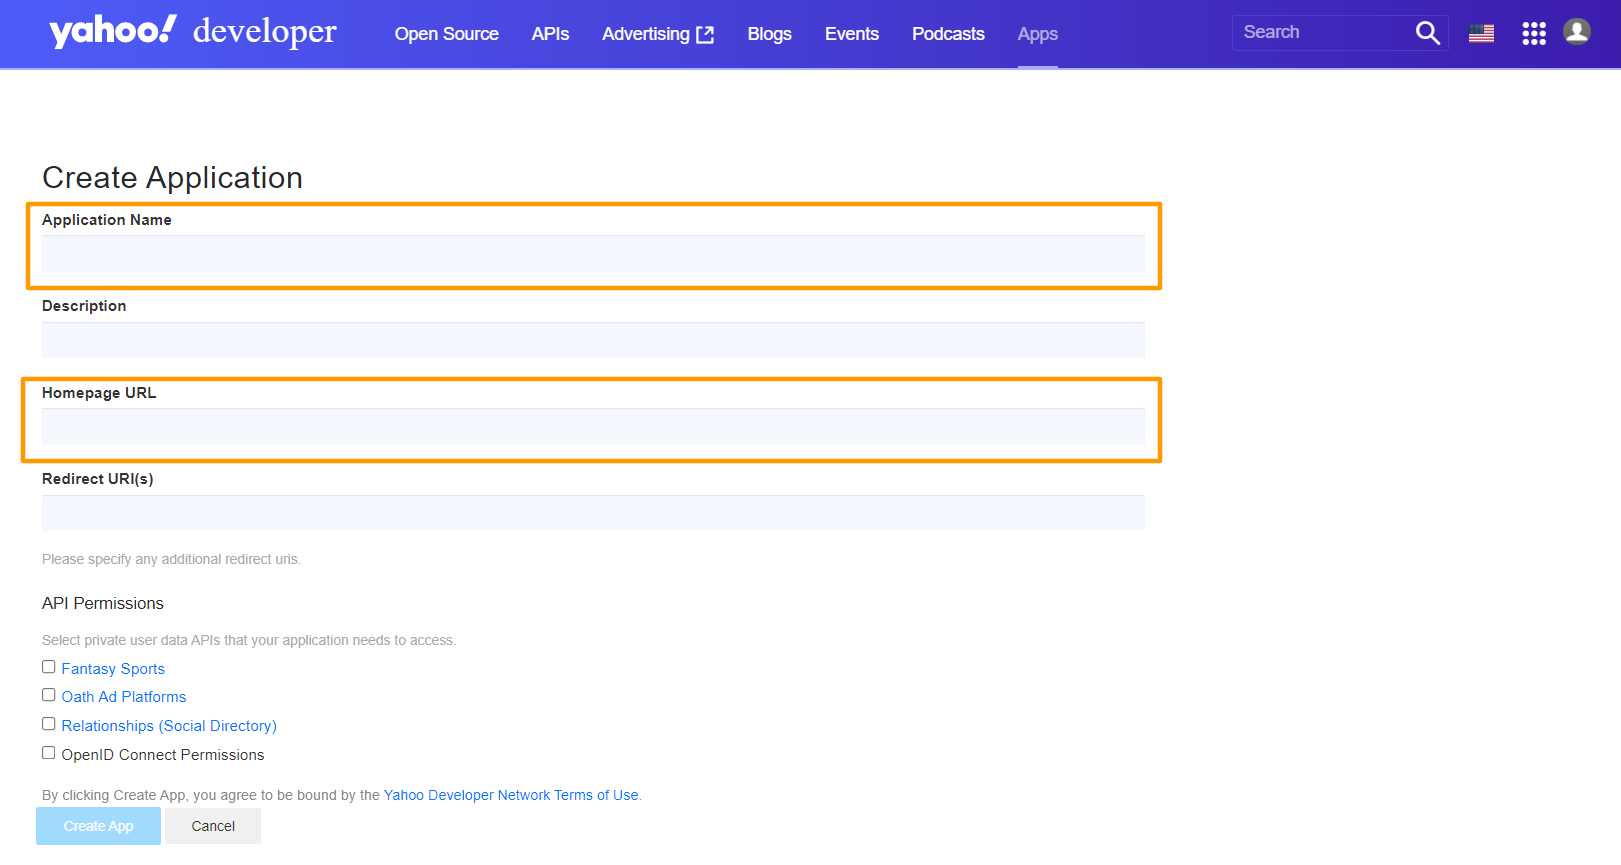 yahoo! developer Open Source APIs Advertising Blogs Events Podcasts Apps Search
Create Application
Application Name
Description
Homepage URL
Redirect URI(s)
Please specify any additional redirect uris.
API Permissions
Select private user data APIs that your application needs to access.
Fantasy Sports
Oath Ad Platforms
Relationships (Social Directory)
OpenID Connect Permissions
By clicking Create App, you agree to be bound by the Yahoo Developer Network Terms of Use.
Create App Cancel